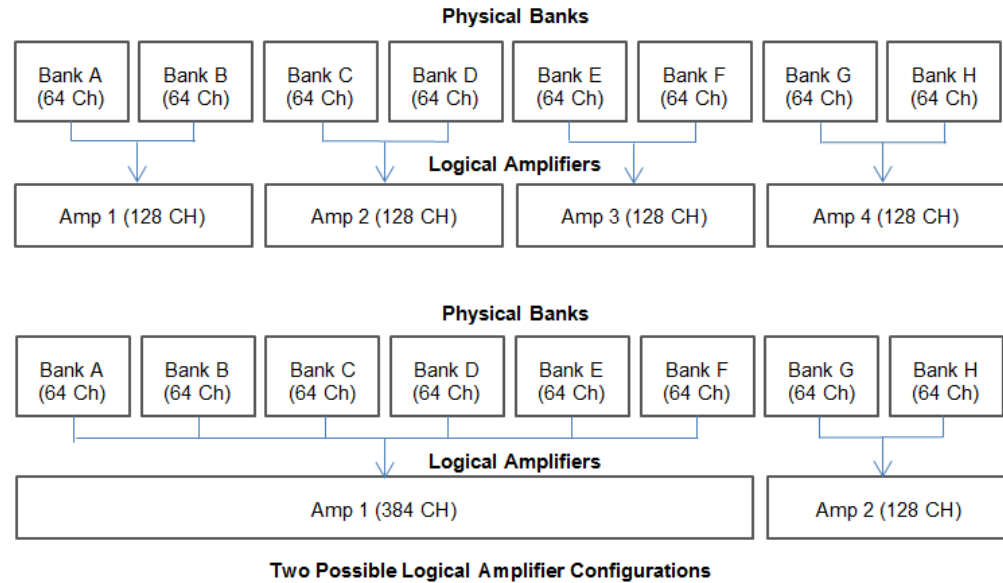 Physical Banks
Bank A Bank B Bank C Bank D Bank E Bank F Bank G Bank H
(64 Ch) (64 Ch) (64 Ch) (64 Ch) (64 Ch) (64 Ch) (64 Ch) (64 Ch)
Logical Amplifiers
Amp 1 (128 CH) Amp 2 (128 CH) Amp 3 (128 CH) Amp 4 (128 CH)
Physical Banks
Bank A Bank B Bank C Bank D Bank E Bank F Bank G Bank H
(64 Ch) (64 Ch) (64 Ch) (64 Ch) (64 Ch) (64 Ch) (64 Ch) (64 Ch)
Logical Amplifiers
Amp 1 (384 CH) Amp 2 (128 CH)
Two Possible Logical Amplifier Configurations